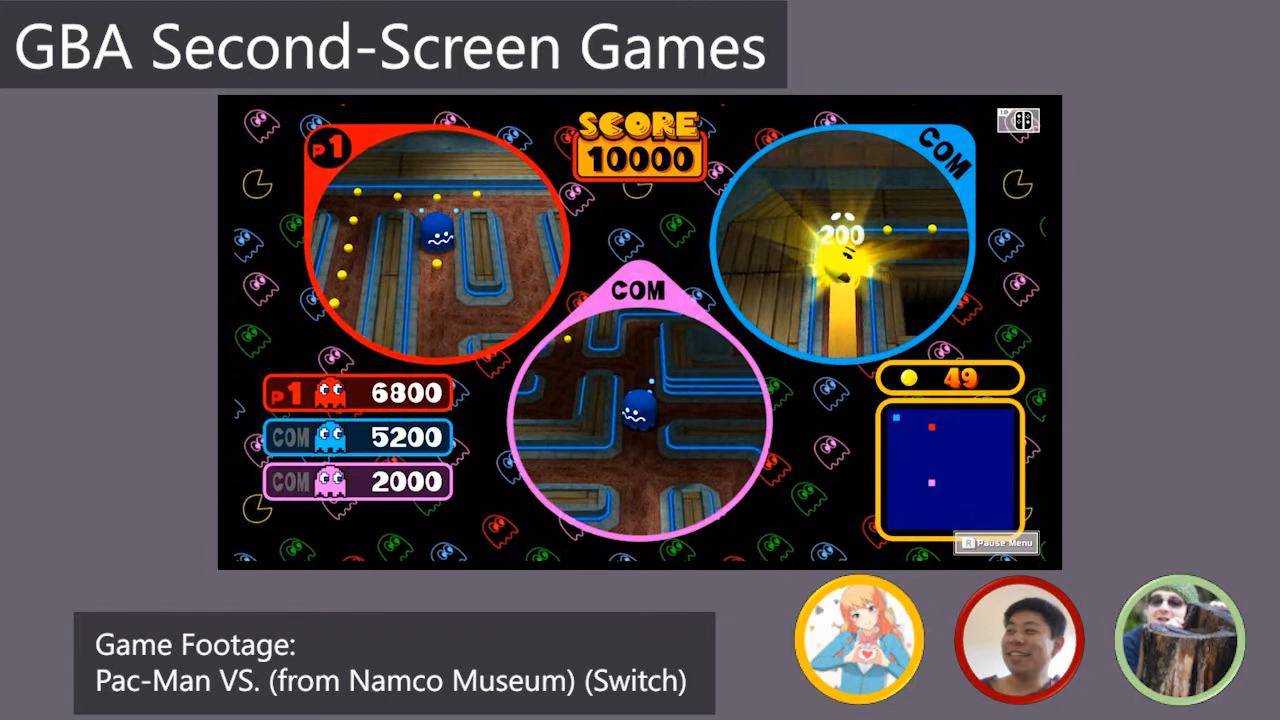 GBA Second-Screen Games
SCORE
10000
1P
P1
COM
200
COM
P1 6800
COM 5200
COM 2000
49
R Pause Menu
Game Footage:
Pac-Man VS. (from Namco Museum) (Switch)